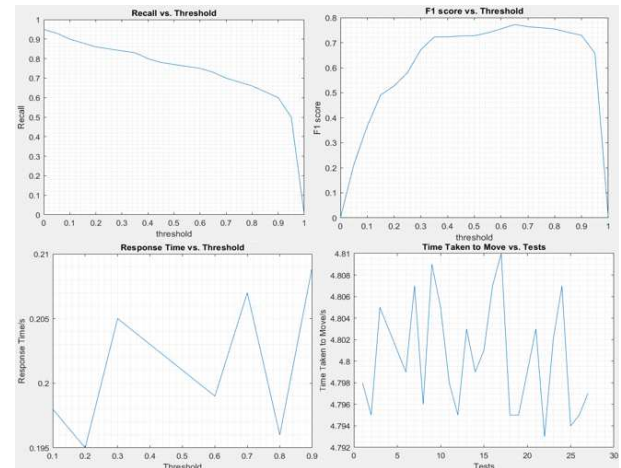 Recall vs. Threshold
1
0.9
0.8
0.7
0.6
0.5
0.4
0.3
0.2
0.1
0
Recall
0 0.1 0.2 0.3 0.4 0.5 0.6 0.7 0.8 0.9 1
threshold
F1 score vs. Threshold
0.8
0.7
0.6
0.5
0.4
0.3
0.2
0.1
0
F1 score
0 0.1 0.2 0.3 0.4 0.5 0.6 0.7 0.8 0.9 1
threshold
Response Time vs. Threshold
0.21
0.205
0.2
0.195
Response Time/s
0.1 0.2 0.3 0.4 0.5 0.6 0.7 0.8 0.9
Threshold
Time Taken to Move vs. Tests
4.81
4.808
4.806
4.804
4.802
4.8
4.798
4.796
4.794
4.792
Time Taken to Move/s
0 5 10 15 20 25 30
Tests